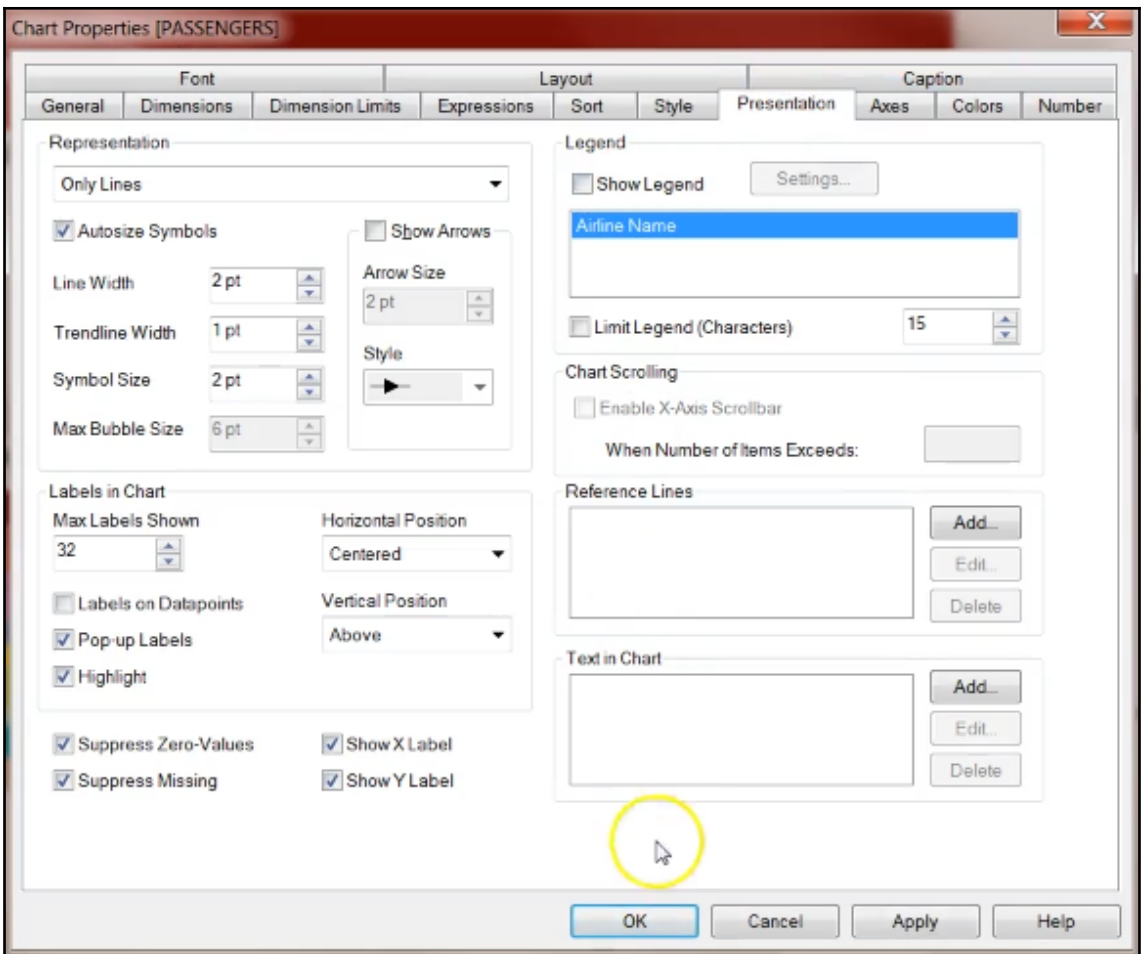 Chart Properties [PASSENGERS]
Font Layout Caption
General Dimensions Dimension Limits Expressions Sort Style Presentation Axes Colors Number
Representation
Only Lines
Autosize Symbols
Line Width 2 pt
Trendline Width 1 pt
Symbol Size 2 pt
Max Bubble Size 6 pt
Show Arrows
Arrow Size
2 pt
Style
Labels in Chart
Max Labels Shown
32
Labels on Datapoints
Pop-up Labels
Highlight
Horizontal Position
Centered
Vertical Position
Above
Suppress Zero-Values
Suppress Missing
Show X Label
Show Y Label
Legend
Show Legend Settings...
Airline Name
Limit Legend (Characters) 15
Chart Scrolling
Enable X-Axis Scrollbar
When Number of Items Exceeds:
Reference Lines
Add...
Edit...
Delete
Text in Chart
Add...
Edit...
Delete
OK Cancel Apply Help